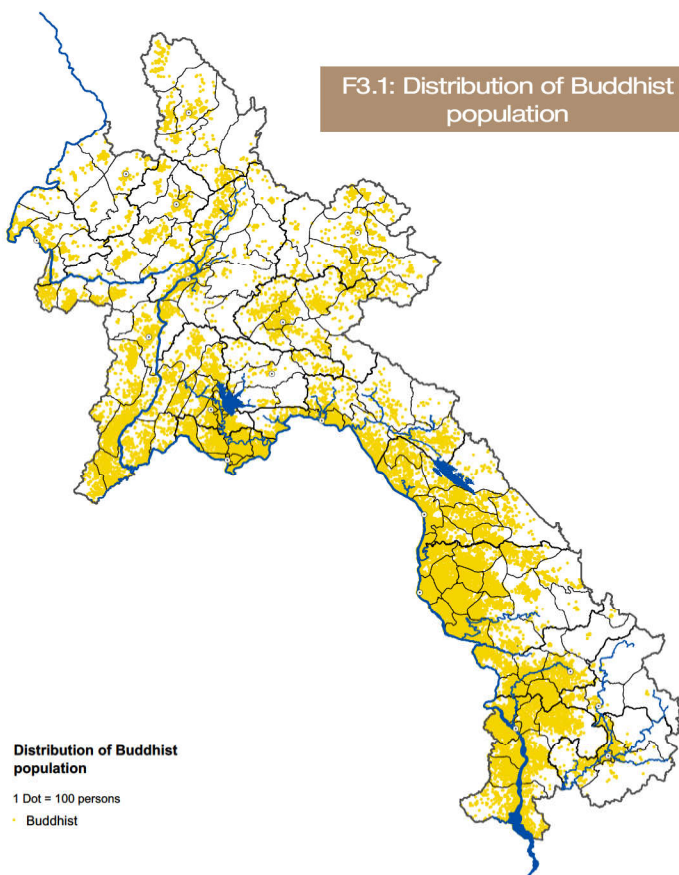 F3.1: Distribution of Buddhist
population
Distribution of Buddhist
population
1 Dot = 100 persons
Buddhist